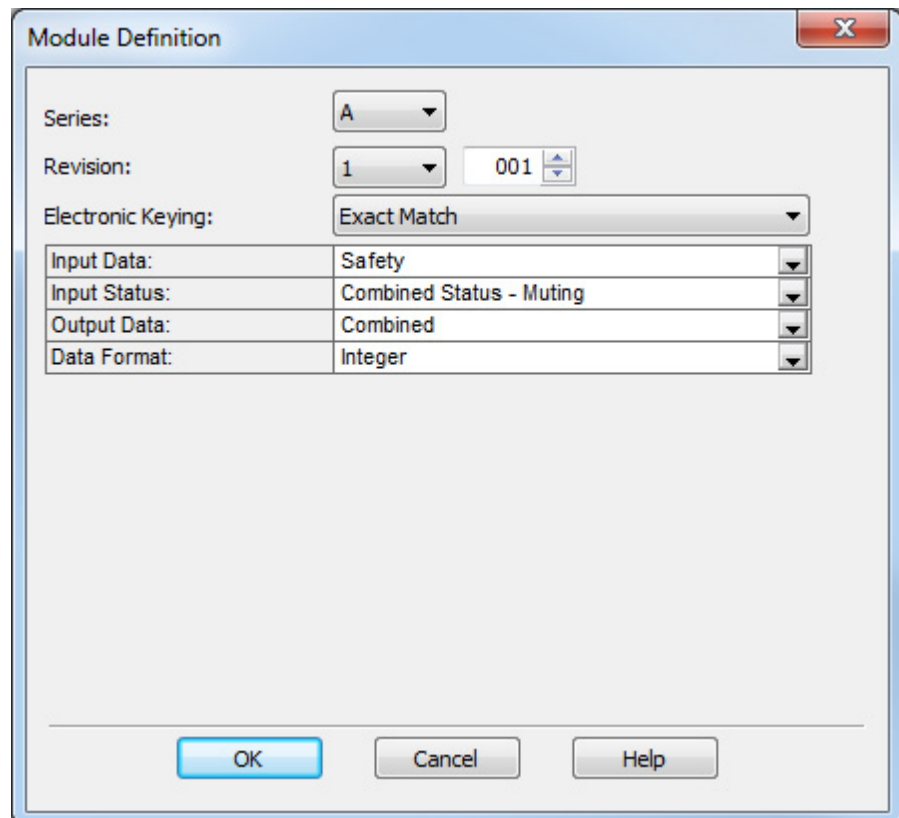 Module Definition
Series: A
Revision: 1 001
Electronic Keying: Exact Match
Input Data: Safety
Input Status: Combined Status - Muting
Output Data: Combined
Data Format: Integer
OK Cancel Help